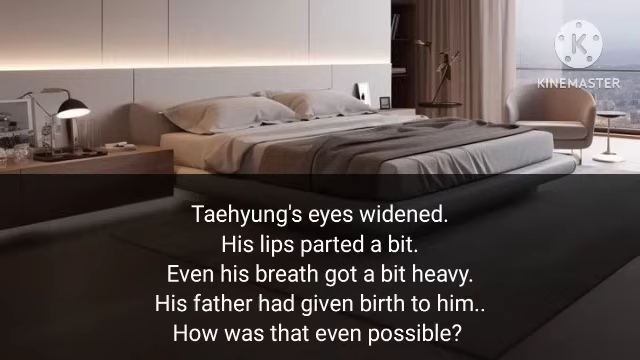 K
KINEMASTER
Taehyung's eyes widened.
His lips parted a bit.
Even his breath got a bit heavy.
His father had given birth to him..
How was that even possible?